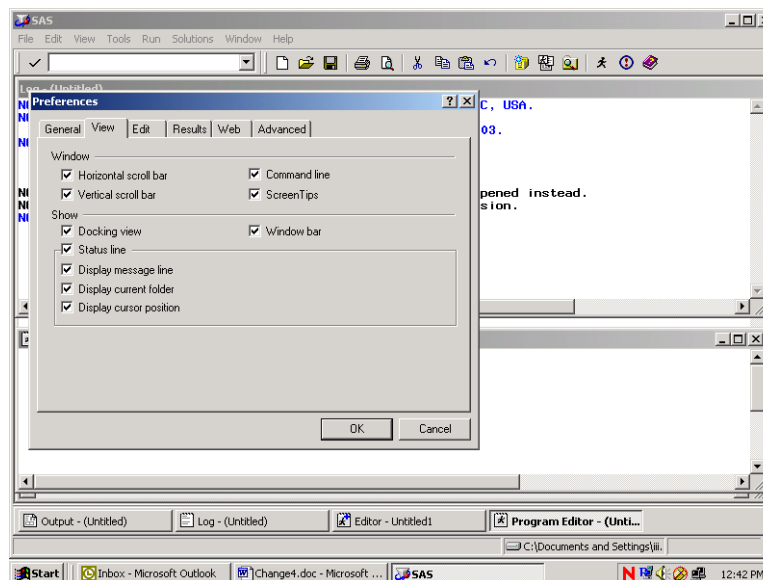 SAS
File Edit View Tools Run Solutions Window Help
Log - (Untitled)
Preferences
C, USA.
03.
General View Edit Results Web Advanced
Window
Horizontal scroll bar Command line
Vertical scroll bar ScreenTips
pened instead.
sion.
Show
Docking view Window bar
Status line
Display message line
Display current folder
Display cursor position
OK Cancel
Output - (Untitled) Log - (Untitled) Editor - Untitled1 Program Editor - (Unti...
C:\Documents and Settings\iii.
Start Inbox - Microsoft Outlook Change4.doc - Microsoft ... SAS 12:42 PM